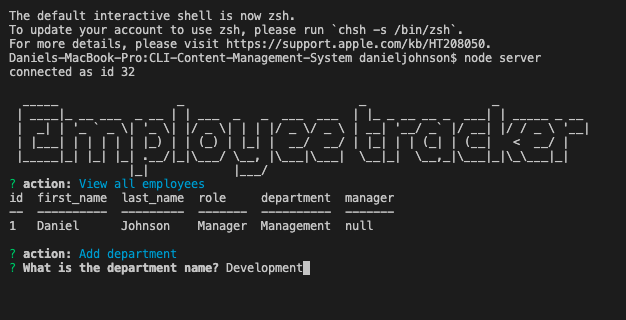 The default interactive shell is now zsh.
To update your account to use zsh, please run `chsh -s /bin/zsh`.
For more details, please visit https://support.apple.com/kb/HT208050.
Daniels-MacBook-Pro:CLI-Content-Management-System danieljohnson$ node server
connected as id 32
Employee tracker
? action: View all employees
id first_name last_name role department manager
-- ---------- --------- ------- ---------- -------
1 Daniel Johnson Manager Management null
? action: Add department
? What is the department name? Development